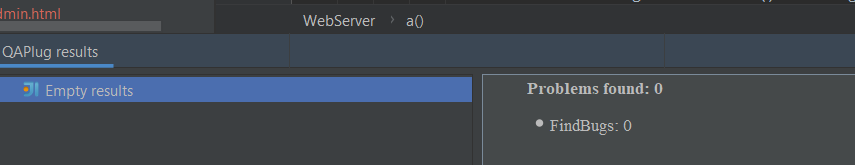 dmin.html
WebServer › a()
QAPlug results
Empty results
Problems found: 0
FindBugs: 0